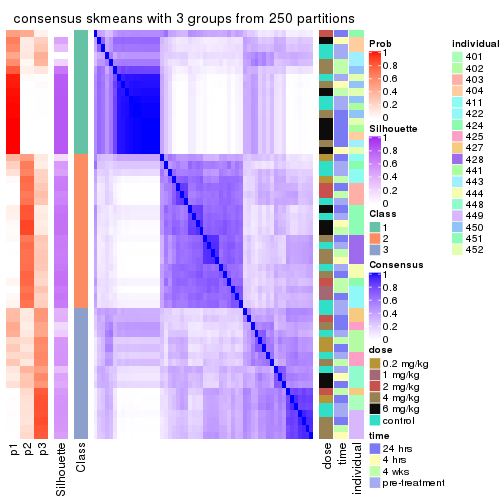 consensus skmeans with 3 groups from 250 partitions
Prob
1
0.8
0.6
0.4
0.2
0
Silhouette
1
0.8
0.6
0.4
0.2
0
Class
1
2
3
Consensus
1
0.8
0.6
0.4
0.2
0
dose
0.2 mg/kg
1 mg/kg
2 mg/kg
4 mg/kg
6 mg/kg
control
time
24 hrs
4 hrs
4 wks
pre-treatment
individual
401
402
403
404
411
422
424
425
427
428
441
443
444
448
449
450
451
452
p1
p2
p3
Silhouette
Class
dose
time
individual